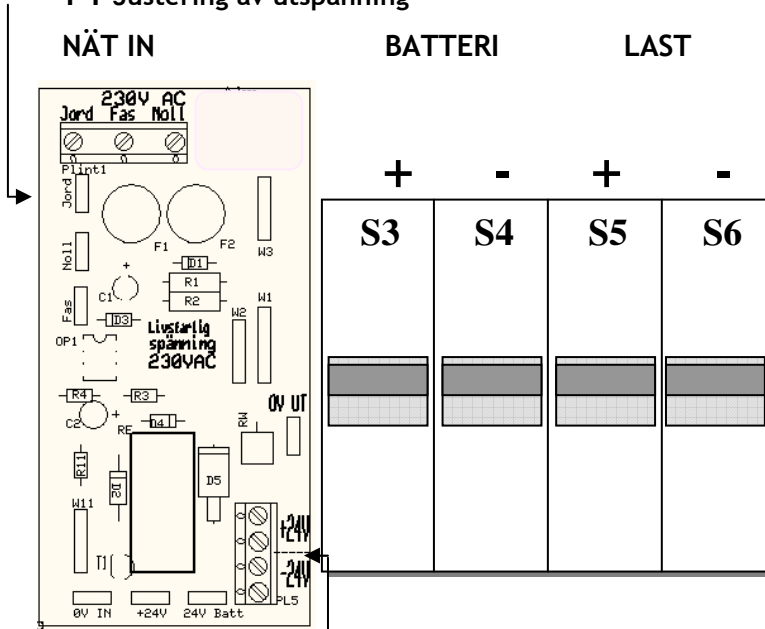 P1 Justering av utspänning
NÄT IN BATTERI LAST
230V AC
Jord Fas Noll
Plint1
Jord
Noll
Fas
F1
F2
W3
D1
R1
R2
C1
D3
W2
W1
OP1
Livsfarlig
spänning
230VAC
R4
R3
C2
RE
D4
RW
0V UT
R11
D2
D5
W11
T1
+24V
-24V
PL5
0V IN +24V 24V Batt
+ - + -
S3 S4 S5 S6